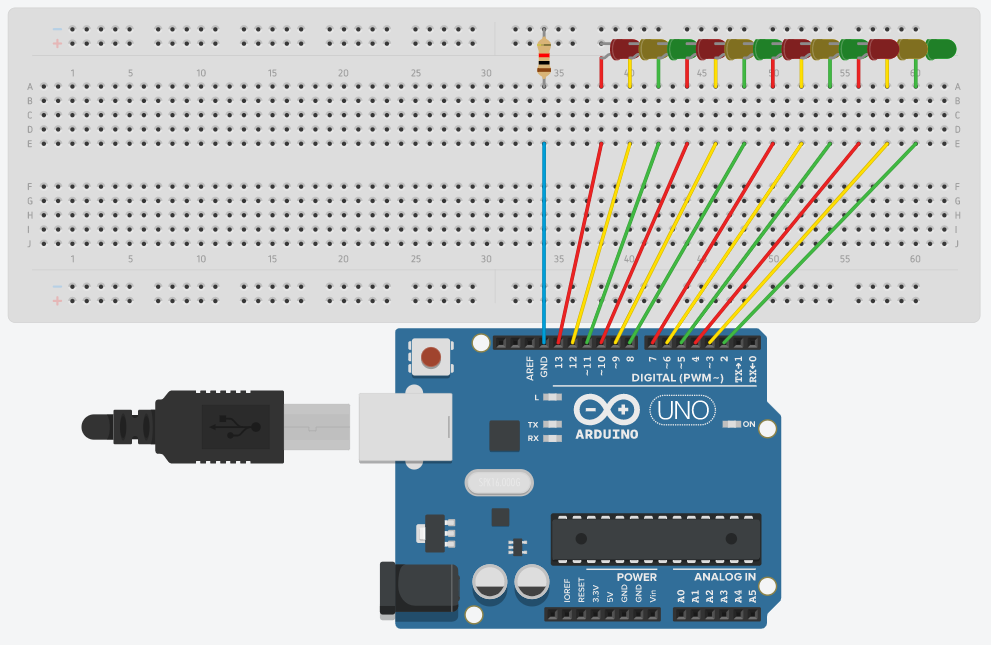 − −
+ +
1 5 10 15 20 25 30 35 40 45 50 55 60
A A
B B
C C
D D
E E
F F
G G
H H
I I
J J
1 5 10 15 20 25 30 40 45 50 55 60
− −
+ +
AREF GND 13 12 ~11 ~10 ~9 8 7 ~6 ~5 4 ~3 2 TX→1 RX←0
DIGITAL (PWM ~)
L
TX
RX
ARDUINO
UNO
ON
POWER ANALOG IN
IOREF RESET 3.3V 5V GND GND Vin A0 A1 A2 A3 A4 A5